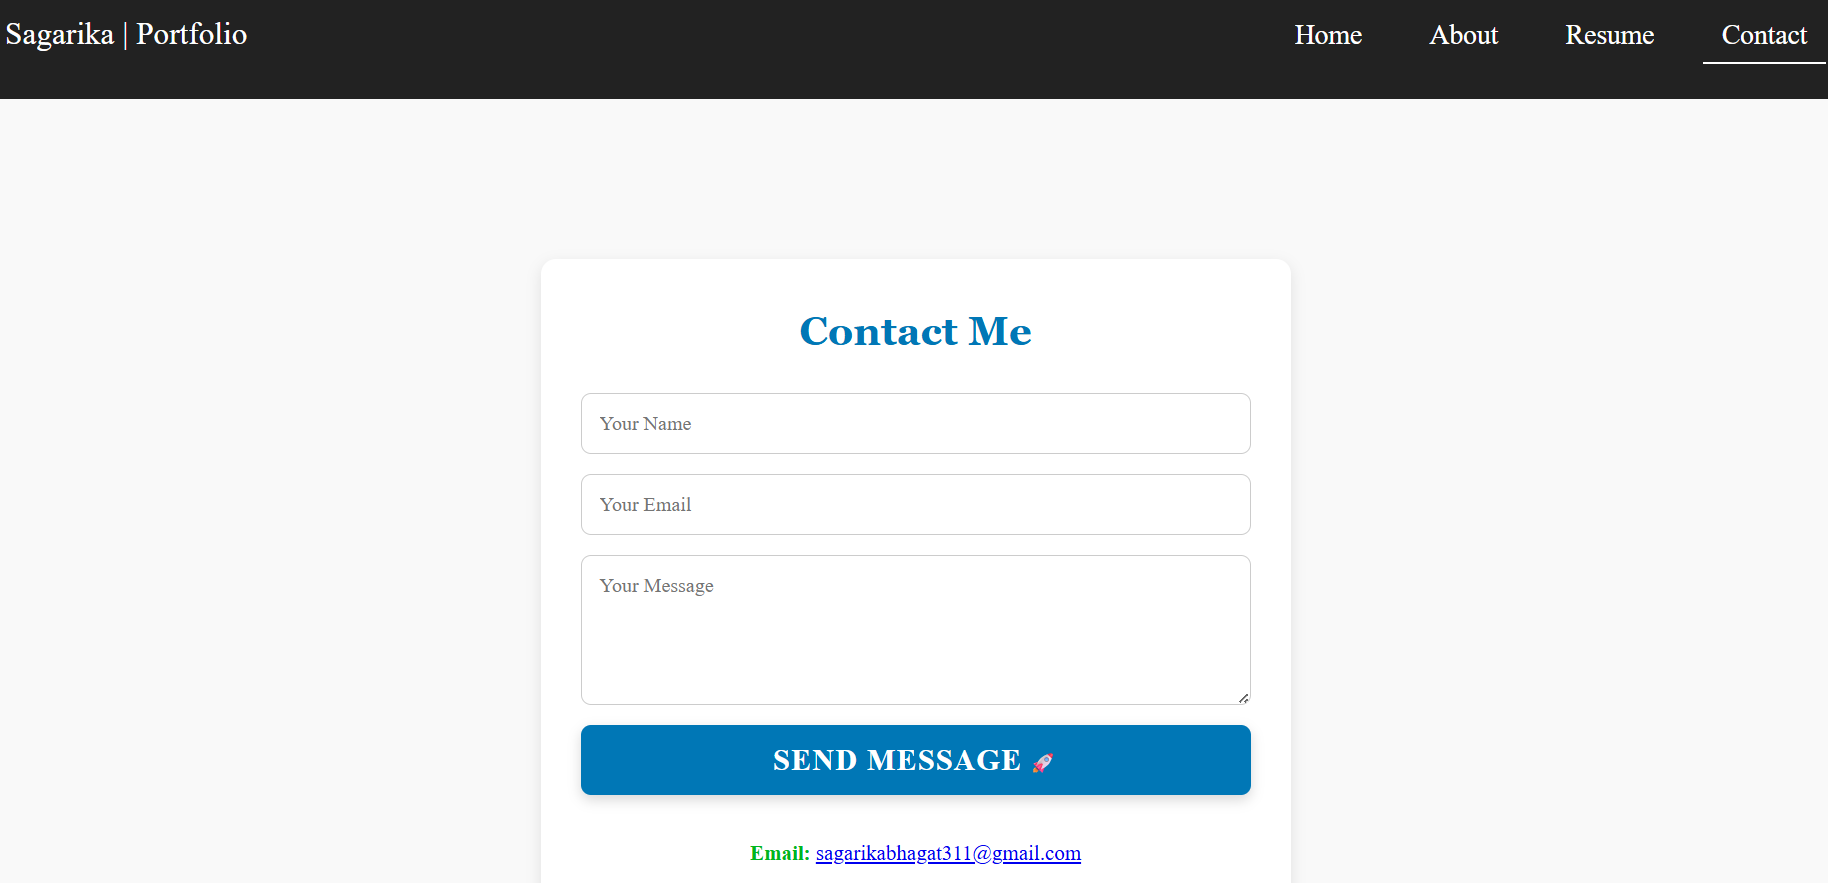 Sagarika | Portfolio
Home About Resume Contact
Contact Me
Your Name
Your Email
Your Message
SEND MESSAGE 🚀
Email: sagarikabhagat311@gmail.com